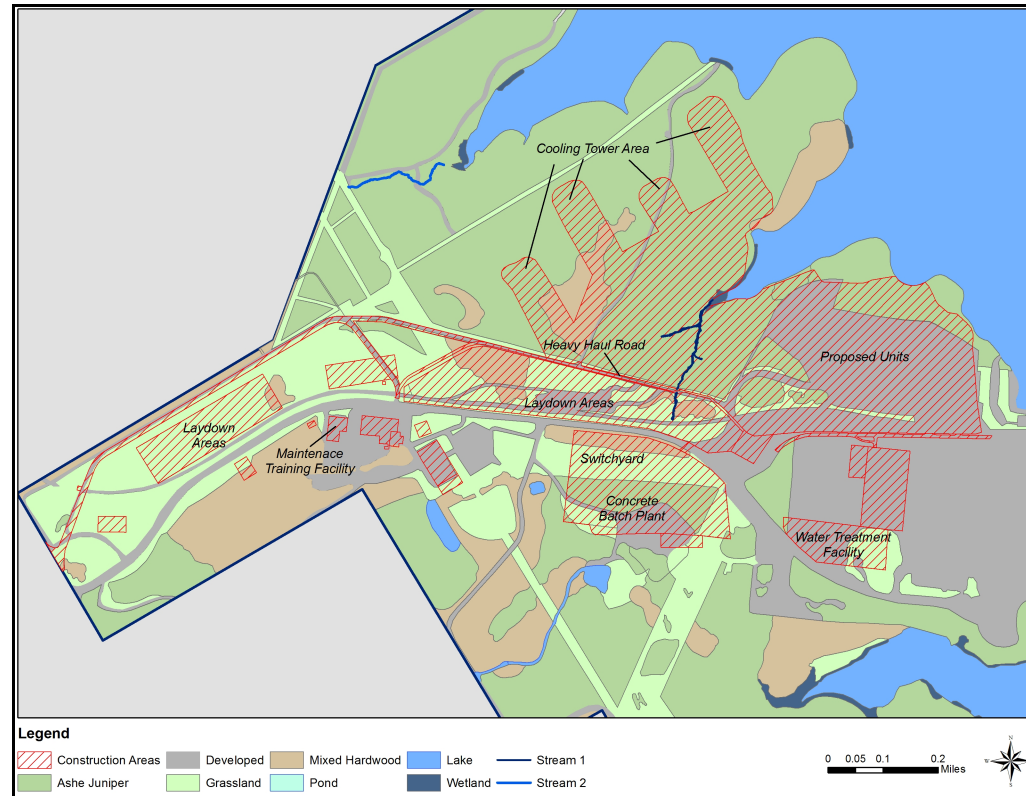 Cooling Tower Area
Heavy Haul Road
Proposed Units
Laydown Areas
Laydown
Areas
Maintenace
Training Facility
Switchyard
Concrete
Batch Plant
Water Treatment
Facility
Legend
Construction Areas
Developed
Mixed Hardwood
Lake
Stream 1
Ashe Juniper
Grassland
Pond
Wetland
Stream 2
0 0.05 0.1 0.2
Miles
N
W E
S